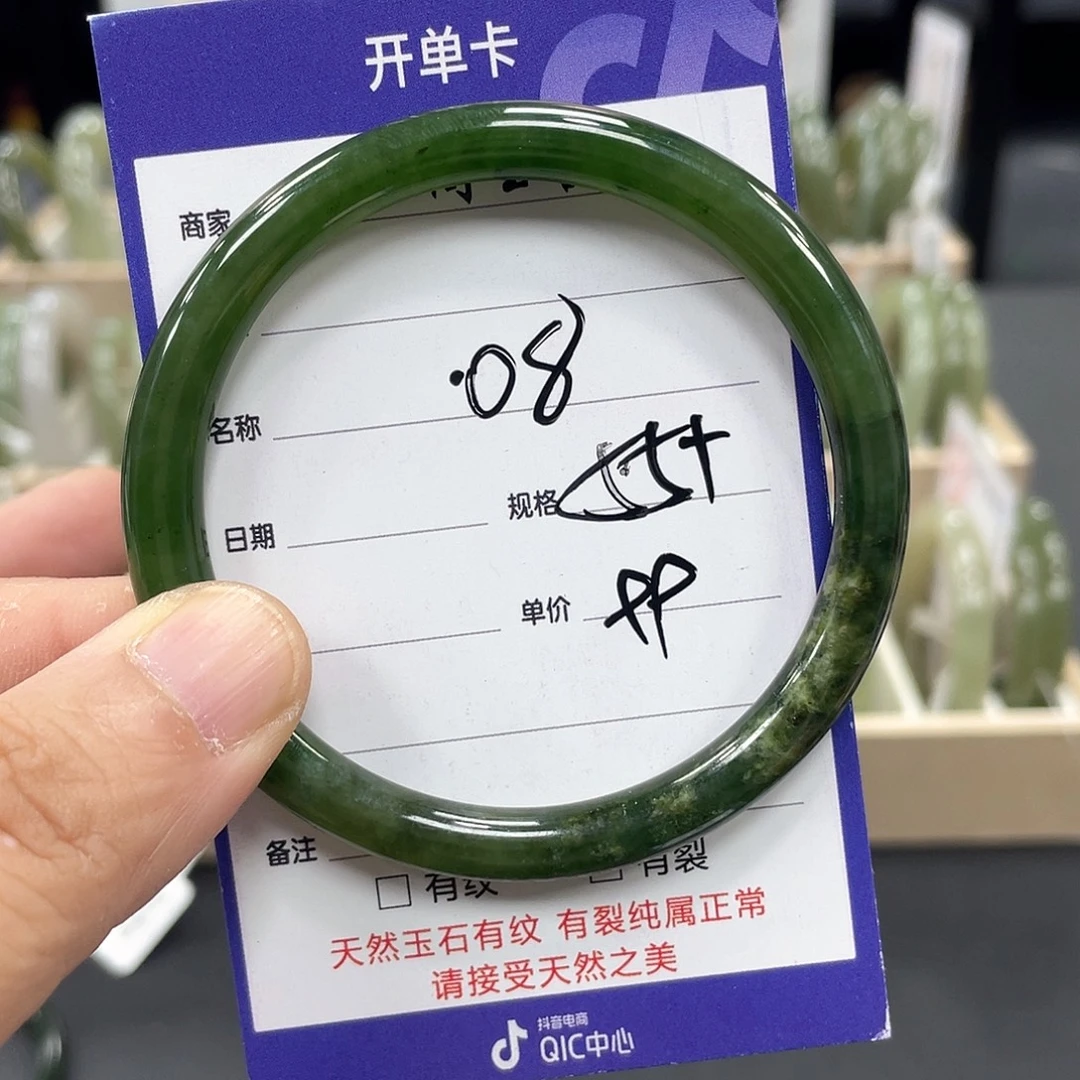 开单卡
商家
·08
名称
规格
日期
单价
备注
□ 有纹 □ 有裂
天然玉石有纹 有裂纯属正常
请接受天然之美
抖音电商
QIC中心